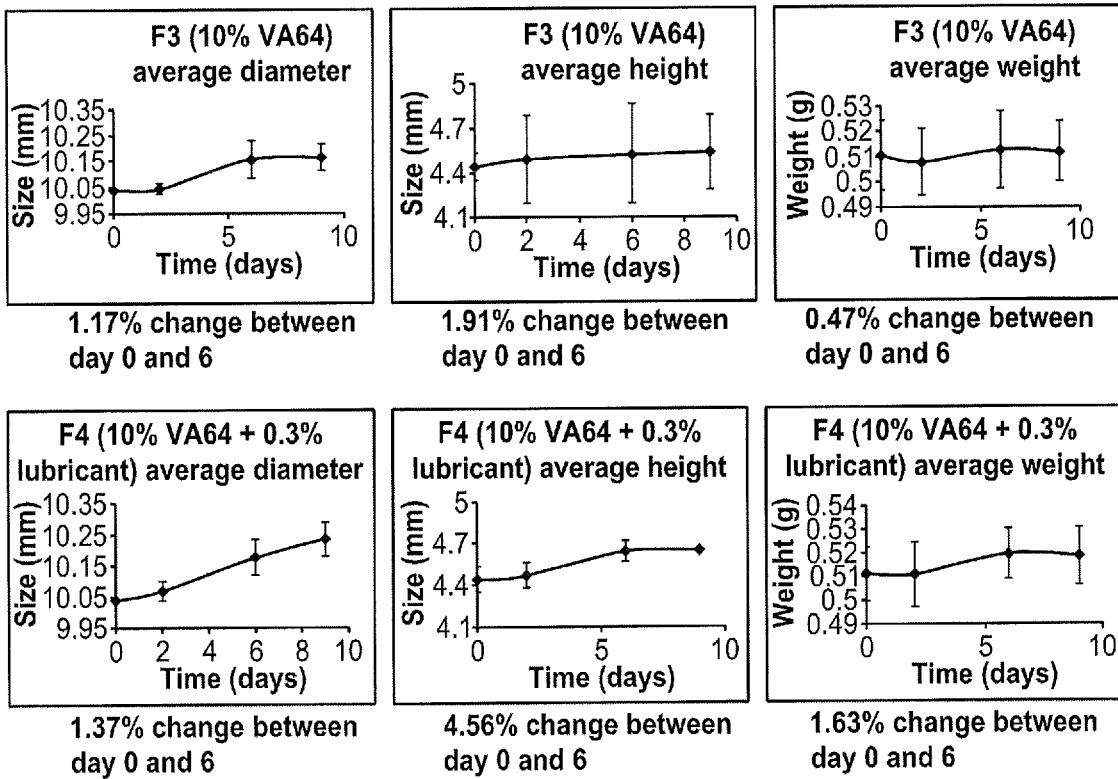 F3 (10% VA64)
average diameter
Size (mm)
10.35
10.25
10.15
10.05
9.95
0
5
10
Time (days)
1.17% change between
day 0 and 6
F3 (10% VA64)
average height
Size (mm)
5
4.7
4.4
4.1
0
2
4
6
8
10
Time (days)
1.91% change between
day 0 and 6
F3 (10% VA64)
average weight
Weight (g)
0.53
0.52
0.51
0.5
0.49
0
5
10
Time (days)
0.47% change between
day 0 and 6
F4 (10% VA64 + 0.3%
lubricant) average diameter
Size (mm)
10.35
10.25
10.15
10.05
9.95
0
2
4
6
8
10
Time (days)
1.37% change between
day 0 and 6
F4 (10% VA64 + 0.3%
lubricant) average height
Size (mm)
5
4.7
4.4
4.1
0
5
10
Time (days)
4.56% change between
day 0 and 6
F4 (10% VA64 + 0.3%
lubricant) average weight
Weight (g)
0.54
0.53
0.52
0.51
0.5
0.49
0
5
10
Time (days)
1.63% change between
day 0 and 6